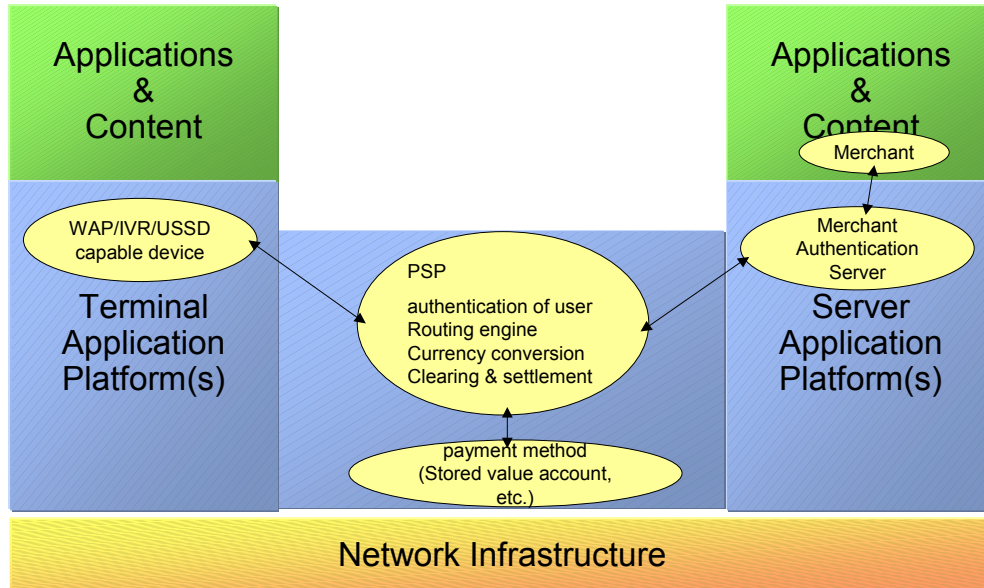 Applications
&
Content
Applications
&
Content
Merchant
WAP/IVR/USSD
capable device
Merchant
Authentication
Server
PSP
authentication of user
Routing engine
Currency conversion
Clearing & settlement
Terminal
Application
Platform(s)
Server
Application
Platform(s)
payment method
(Stored value account,
etc.)
Network Infrastructure